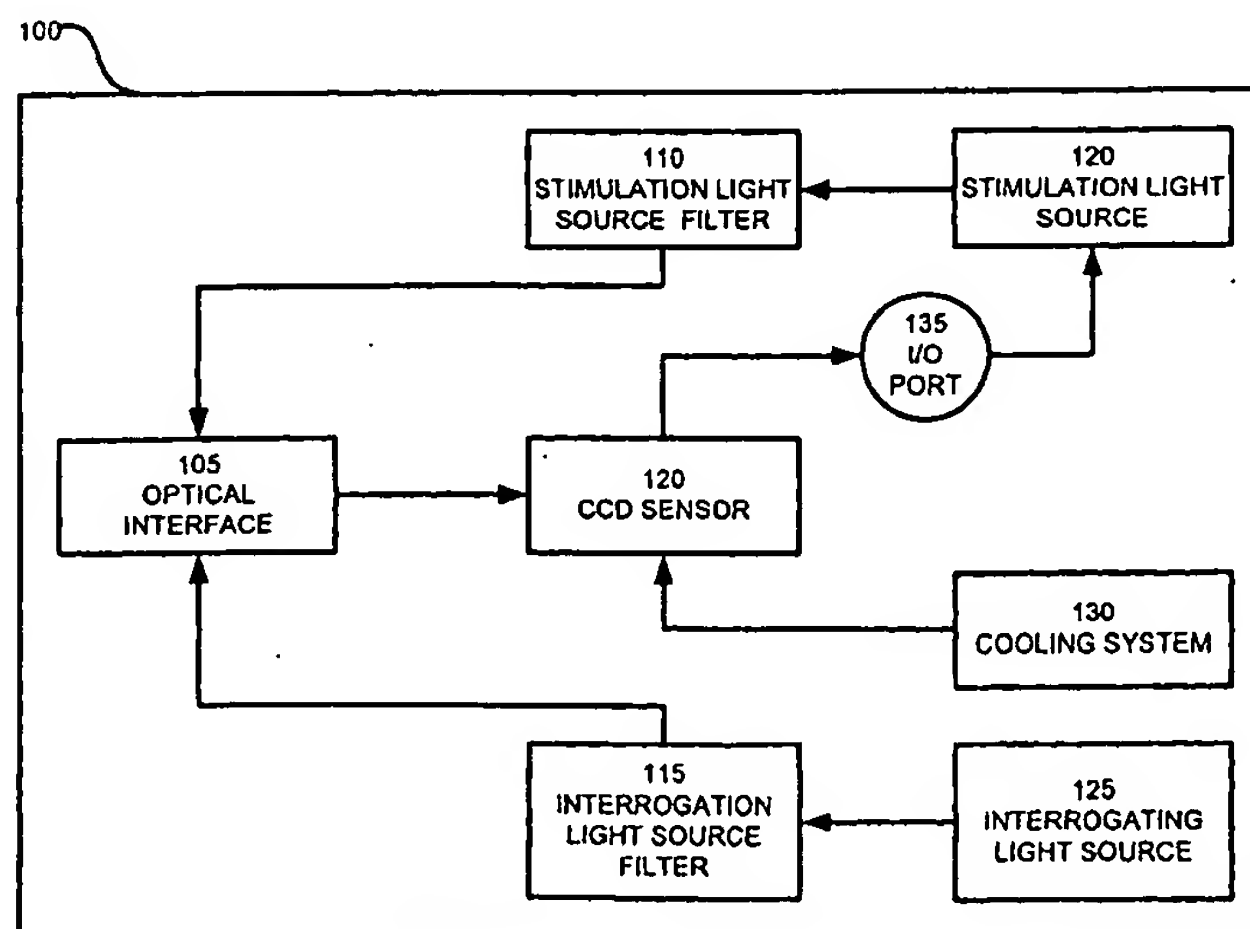 100
110
STIMULATION LIGHT
SOURCE FILTER
120
STIMULATION LIGHT
SOURCE
135
I/O
PORT
105
OPTICAL
INTERFACE
120
CCD SENSOR
130
COOLING SYSTEM
115
INTERROGATION
LIGHT SOURCE
FILTER
125
INTERROGATING
LIGHT SOURCE